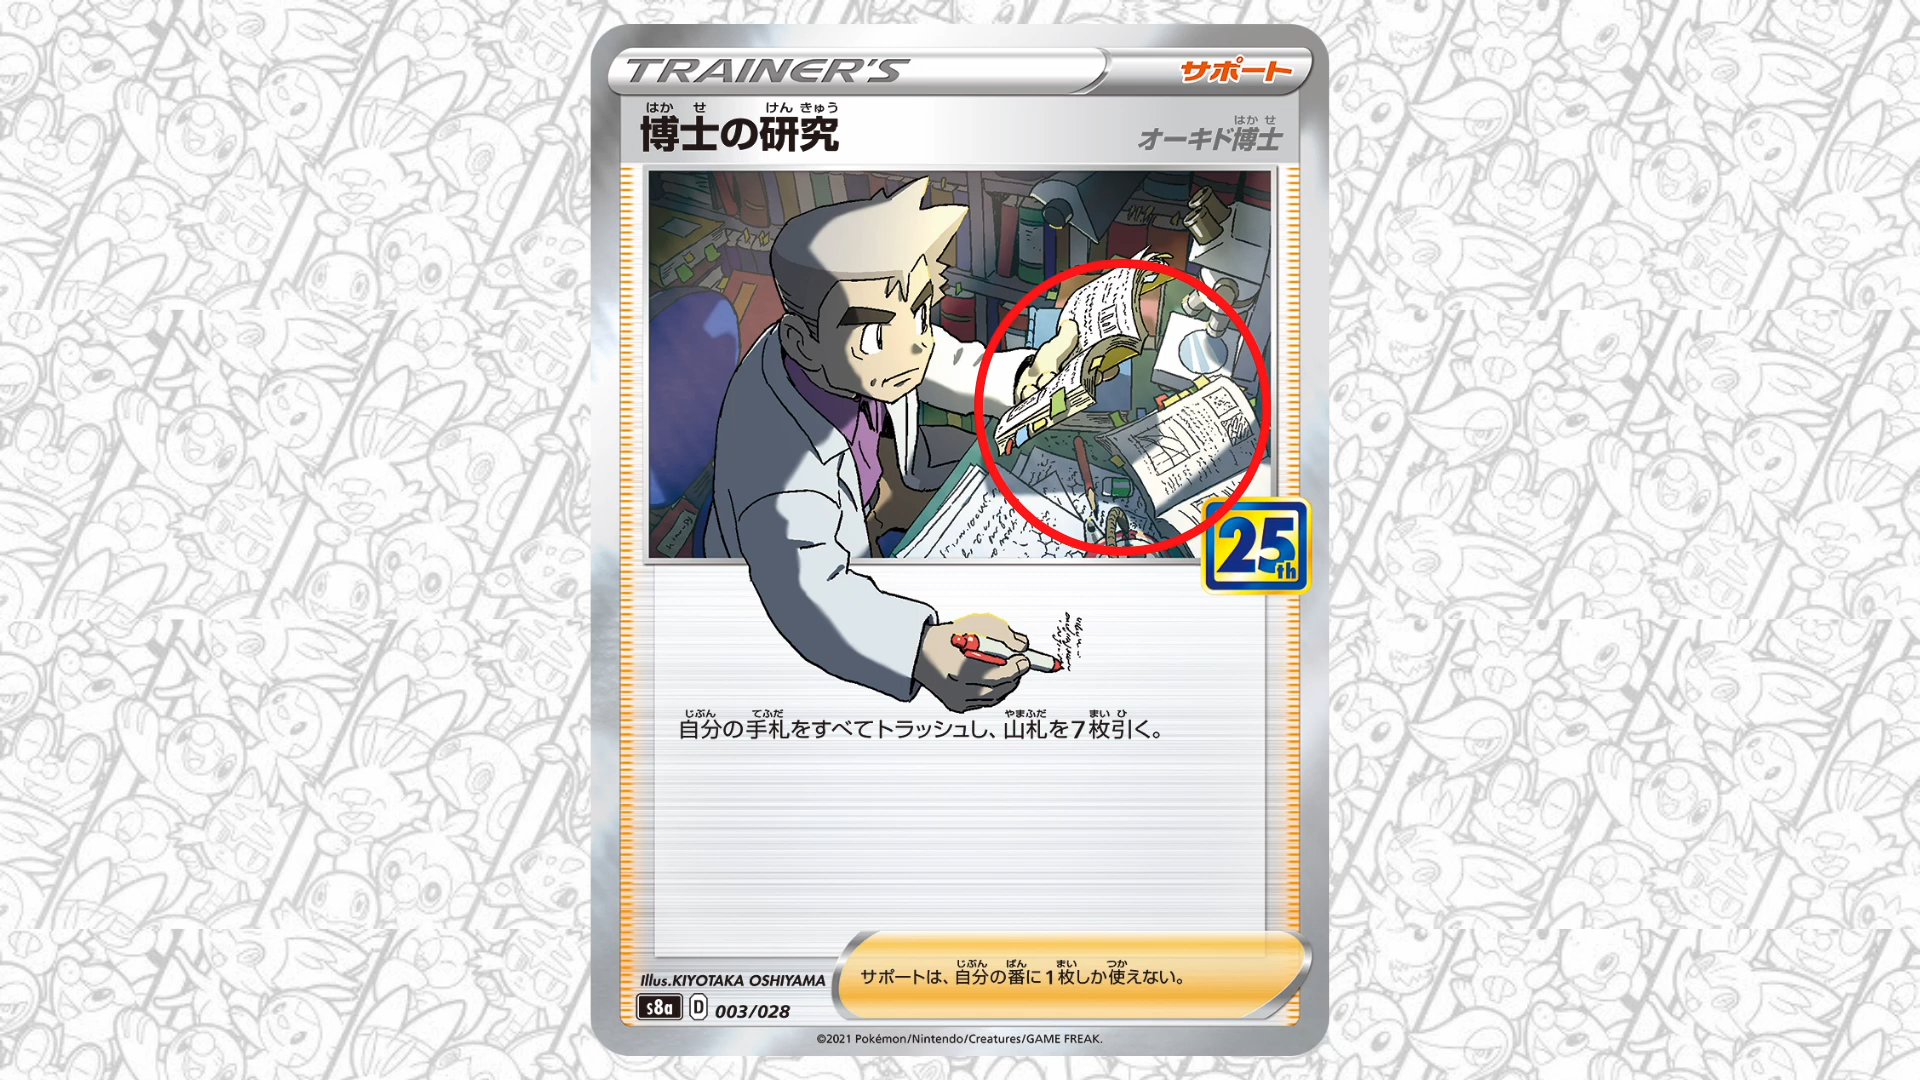 TRAINER'S
サポート
はかせ けんきゅう
博士の研究
はかせ
オーキド博士
25th
じぶん てふだ やまふだ まい ひ
自分の手札をすべてトラッシュし、山札を7枚引く。
じぶん ばん まい つか
サポートは、自分の番に1枚しか使えない。
Illus.KIYOTAKA OSHIYAMA
s8a D 003/028
©2021 Pokémon/Nintendo/Creatures/GAME FREAK.